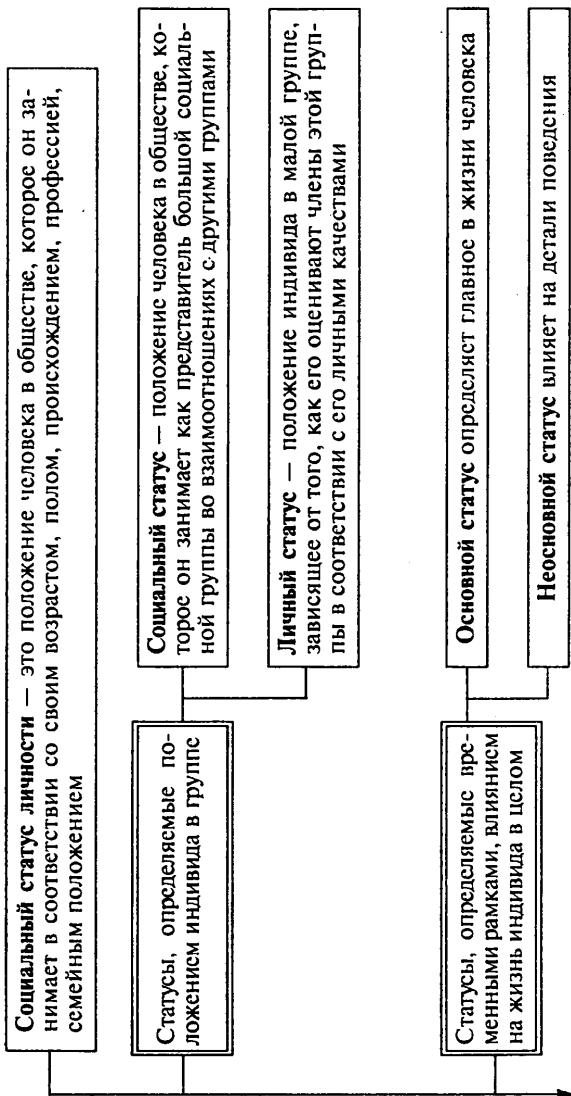 Социальный статус личности — это положение человека в обществе, которое он за-
нимает в соответствии со своим возрастом, полом, происхождением, профессией,
семейным положением
Статусы, определяемые по-
ложением индивида в группе
Социальный статус — положение человека в обществе, ко-
торое он занимает как представитель большой социаль-
ной группы во взаимоотношениях с другими группами
Личный статус — положение индивида в малой группе,
зависящее от того, как его оценивают члены этой груп-
пы в соответствии с его личными качествами
Статусы, определяемые вре-
менными рамками, влиянием
на жизнь индивида в целом
Основной статус определяет главное в жизни человека
Неосновной статус влияет на детали поведения